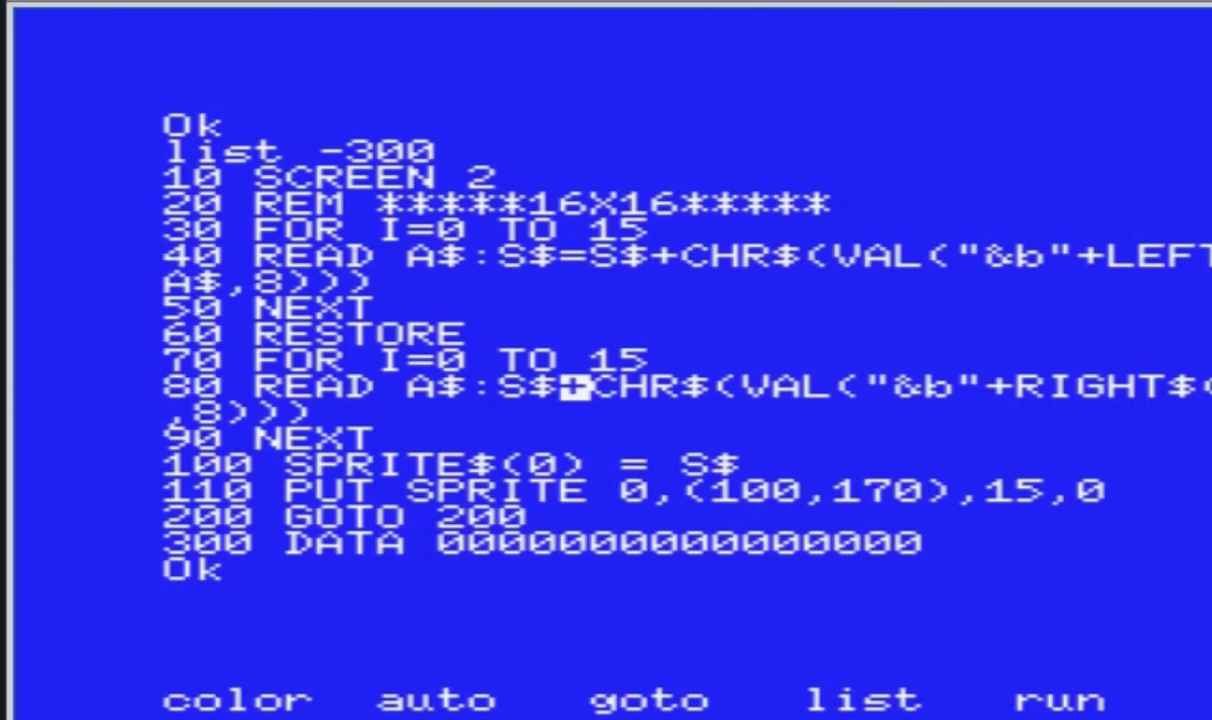 Ok
list -300
10 SCREEN 2
20 REM *****16X16*****
30 FOR I=0 TO 15
40 READ A$:S$=S$+CHR$(VAL("&b"+LEFT
A$,8)))
50 NEXT
60 RESTORE
70 FOR I=0 TO 15
80 READ A$:S$+CHR$(VAL("&b"+RIGHT$(
,8)))
90 NEXT
100 SPRITE$(0) = S$
110 PUT SPRITE 0,(100,170),15,0
200 GOTO 200
300 DATA 0000000000000000
Ok
color auto goto list run